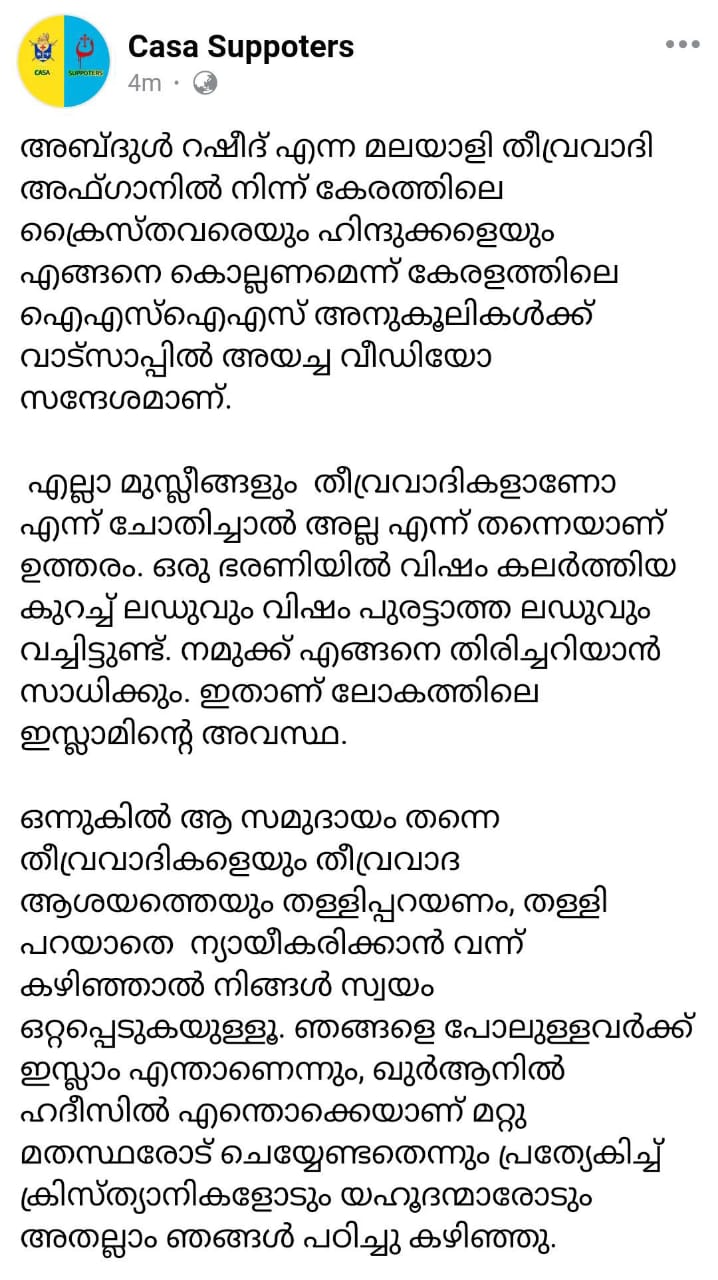 CASA
SUPPOTERS
Casa Suppoters
4m ·
അബ്ദുൾ റഷീദ് എന്ന മലയാളി തീവ്രവാദി
അഫ്ഗാനിൽ നിന്ന് കേരത്തിലെ
ക്രൈസ്തവരെയും ഹിന്ദുക്കളെയും
എങ്ങനെ കൊല്ലണമെന്ന് കേരളത്തിലെ
ഐഎസ്ഐഎസ് അനുകൂലികൾക്ക്
വാട്സാപ്പിൽ അയച്ച വീഡിയോ
സന്ദേശമാണ്.
എല്ലാ മുസ്ലീങ്ങളും തീവ്രവാദികളാണോ
എന്ന് ചോതിച്ചാൽ അല്ല എന്ന് തന്നെയാണ്
ഉത്തരം. ഒരു ഭരണിയിൽ വിഷം കലർത്തിയ
കുറച്ച് ലഡുവും വിഷം പുരട്ടാത്ത ലഡുവും
വച്ചിട്ടുണ്ട്. നമുക്ക് എങ്ങനെ തിരിച്ചറിയാൻ
സാധിക്കും. ഇതാണ് ലോകത്തിലെ
ഇസ്ലാമിന്റെ അവസ്ഥ.
ഒന്നുകിൽ ആ സമുദായം തന്നെ
തീവ്രവാദികളെയും തീവ്രവാദ
ആശയത്തെയും തള്ളിപ്പറയണം, തള്ളി
പറയാതെ ന്യായീകരിക്കാൻ വന്ന്
കഴിഞ്ഞാൽ നിങ്ങൾ സ്വയം
ഒറ്റപ്പെടുകയുള്ളൂ. ഞങ്ങളെ പോലുള്ളവർക്ക്
ഇസ്ലാം എന്താണെന്നും, ഖുർആനിൽ
ഹദീസിൽ എന്തൊക്കെയാണ് മറ്റു
മതസ്ഥരോട് ചെയ്യേണ്ടതെന്നും പ്രത്യേകിച്ച്
ക്രിസ്ത്യാനികളോടും യഹൂദന്മാരോടും
അതല്ലാം ഞങ്ങൾ പഠിച്ചു കഴിഞ്ഞു.